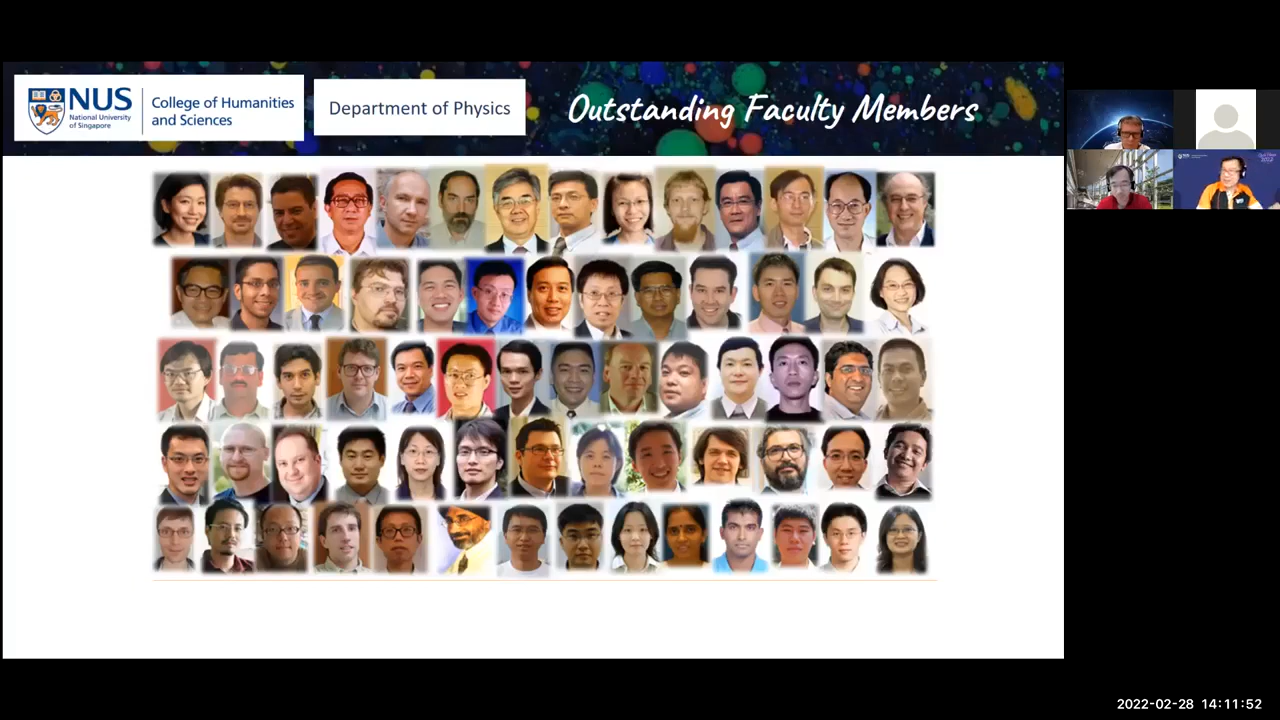 NUS
National University
of Singapore
College of Humanities
and Sciences
Department of Physics
Outstanding Faculty Members
2022-02-28 14:11:52